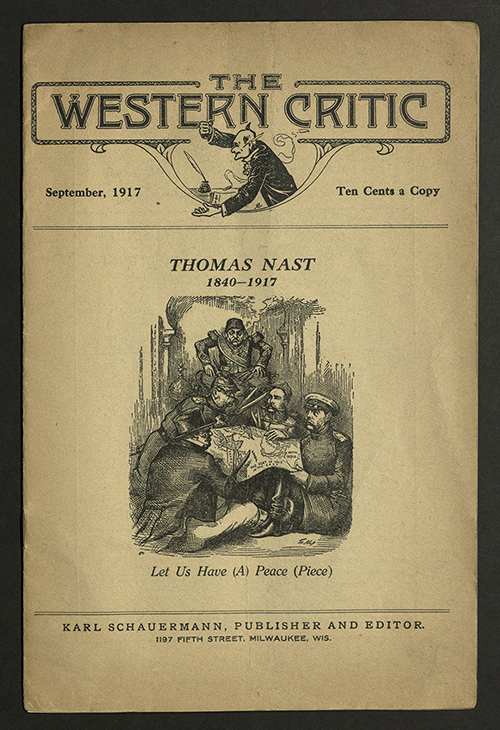 THE
WESTERN CRITIC
September, 1917
Ten Cents a Copy
THOMAS NAST
1840—1917
Let Us Have (A) Peace (Piece)
KARL SCHAUERMANN, PUBLISHER AND EDITOR.
1197 FIFTH STREET, MILWAUKEE, WIS.